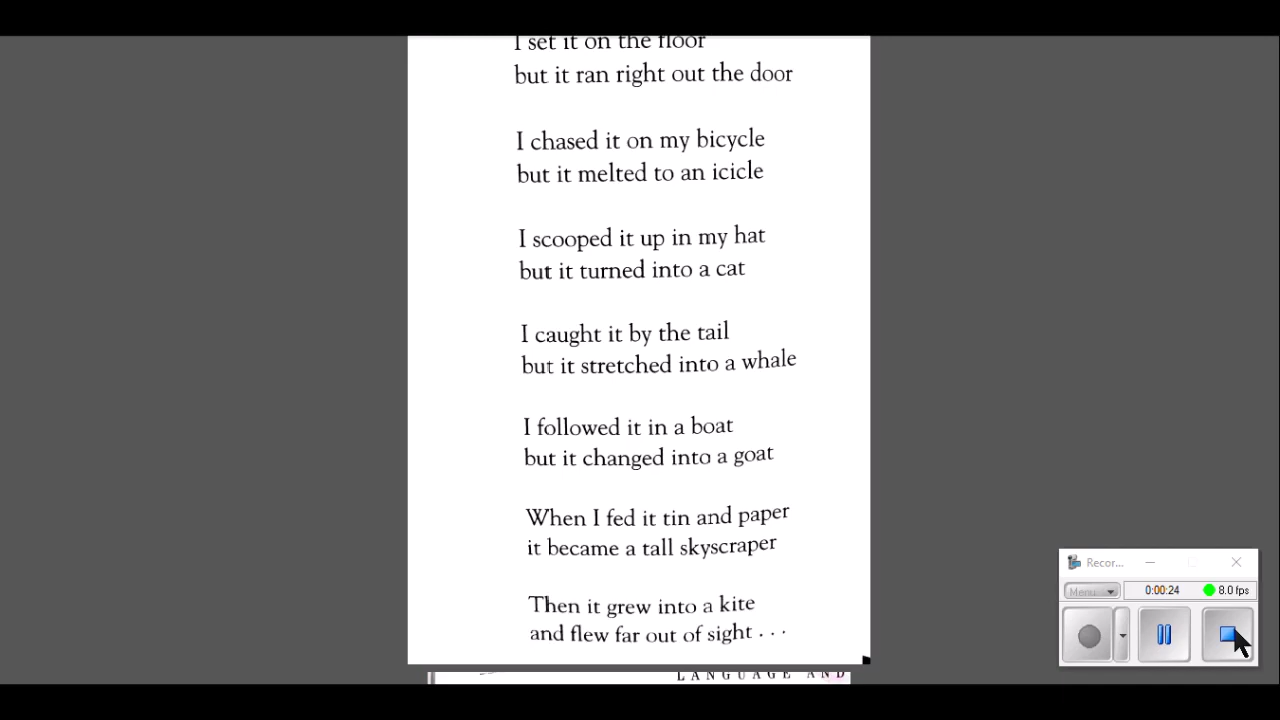 I set it on the floor
but it ran right out the door
I chased it on my bicycle
but it melted to an icicle
I scooped it up in my hat
but it turned into a cat
I caught it by the tail
but it stretched into a whale
I followed it in a boat
but it changed into a goat
When I fed it tin and paper
it became a tall skyscraper
Then it grew into a kite
and flew far out of sight . . .
LANGUAGE AND
Recor...
Menu
0:00:24
8.0 fps